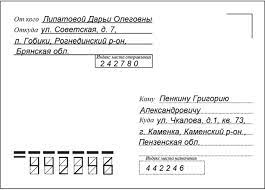 От кого Липатовой Дарьи Олеговны
Откуда ул. Советская, д. 7,
п. Гобики, Рогнединский р-он,
Брянская обл.
Индекс места отправления
242780
Кому Пенкину Григорию
Александровичу
Куда ул. Чкалова, д.1, кв. 73,
г. Каменка, Каменский р-он.,
Пензенская обл.
Индекс места назначения
442246
442246